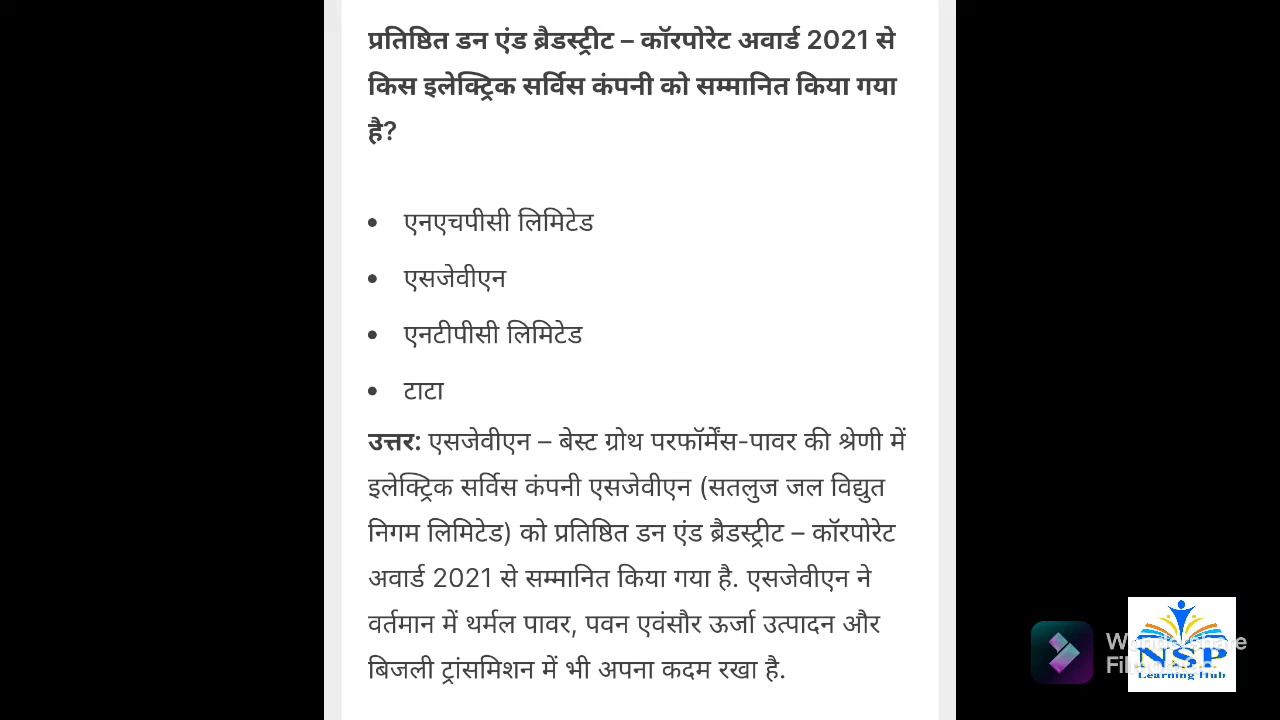 प्रतिष्ठित डन एंड ब्रैडस्ट्रीट – कॉरपोरेट अवार्ड 2021 से
किस इलेक्ट्रिक सर्विस कंपनी को सम्मानित किया गया
है?
• एनएचपीसी लिमिटेड
• एसजेवीएन
• एनटीपीसी लिमिटेड
• टाटा
उत्तर: एसजेवीएन – बेस्ट ग्रोथ परफॉर्मेंस-पावर की श्रेणी में
इलेक्ट्रिक सर्विस कंपनी एसजेवीएन (सतलुज जल विद्युत
निगम लिमिटेड) को प्रतिष्ठित डन एंड ब्रैडस्ट्रीट – कॉरपोरेट
अवार्ड 2021 से सम्मानित किया गया है. एसजेवीएन ने
वर्तमान में थर्मल पावर, पवन एवंसौर ऊर्जा उत्पादन और
बिजली ट्रांसमिशन में भी अपना कदम रखा है.
NSP
Learning Hub